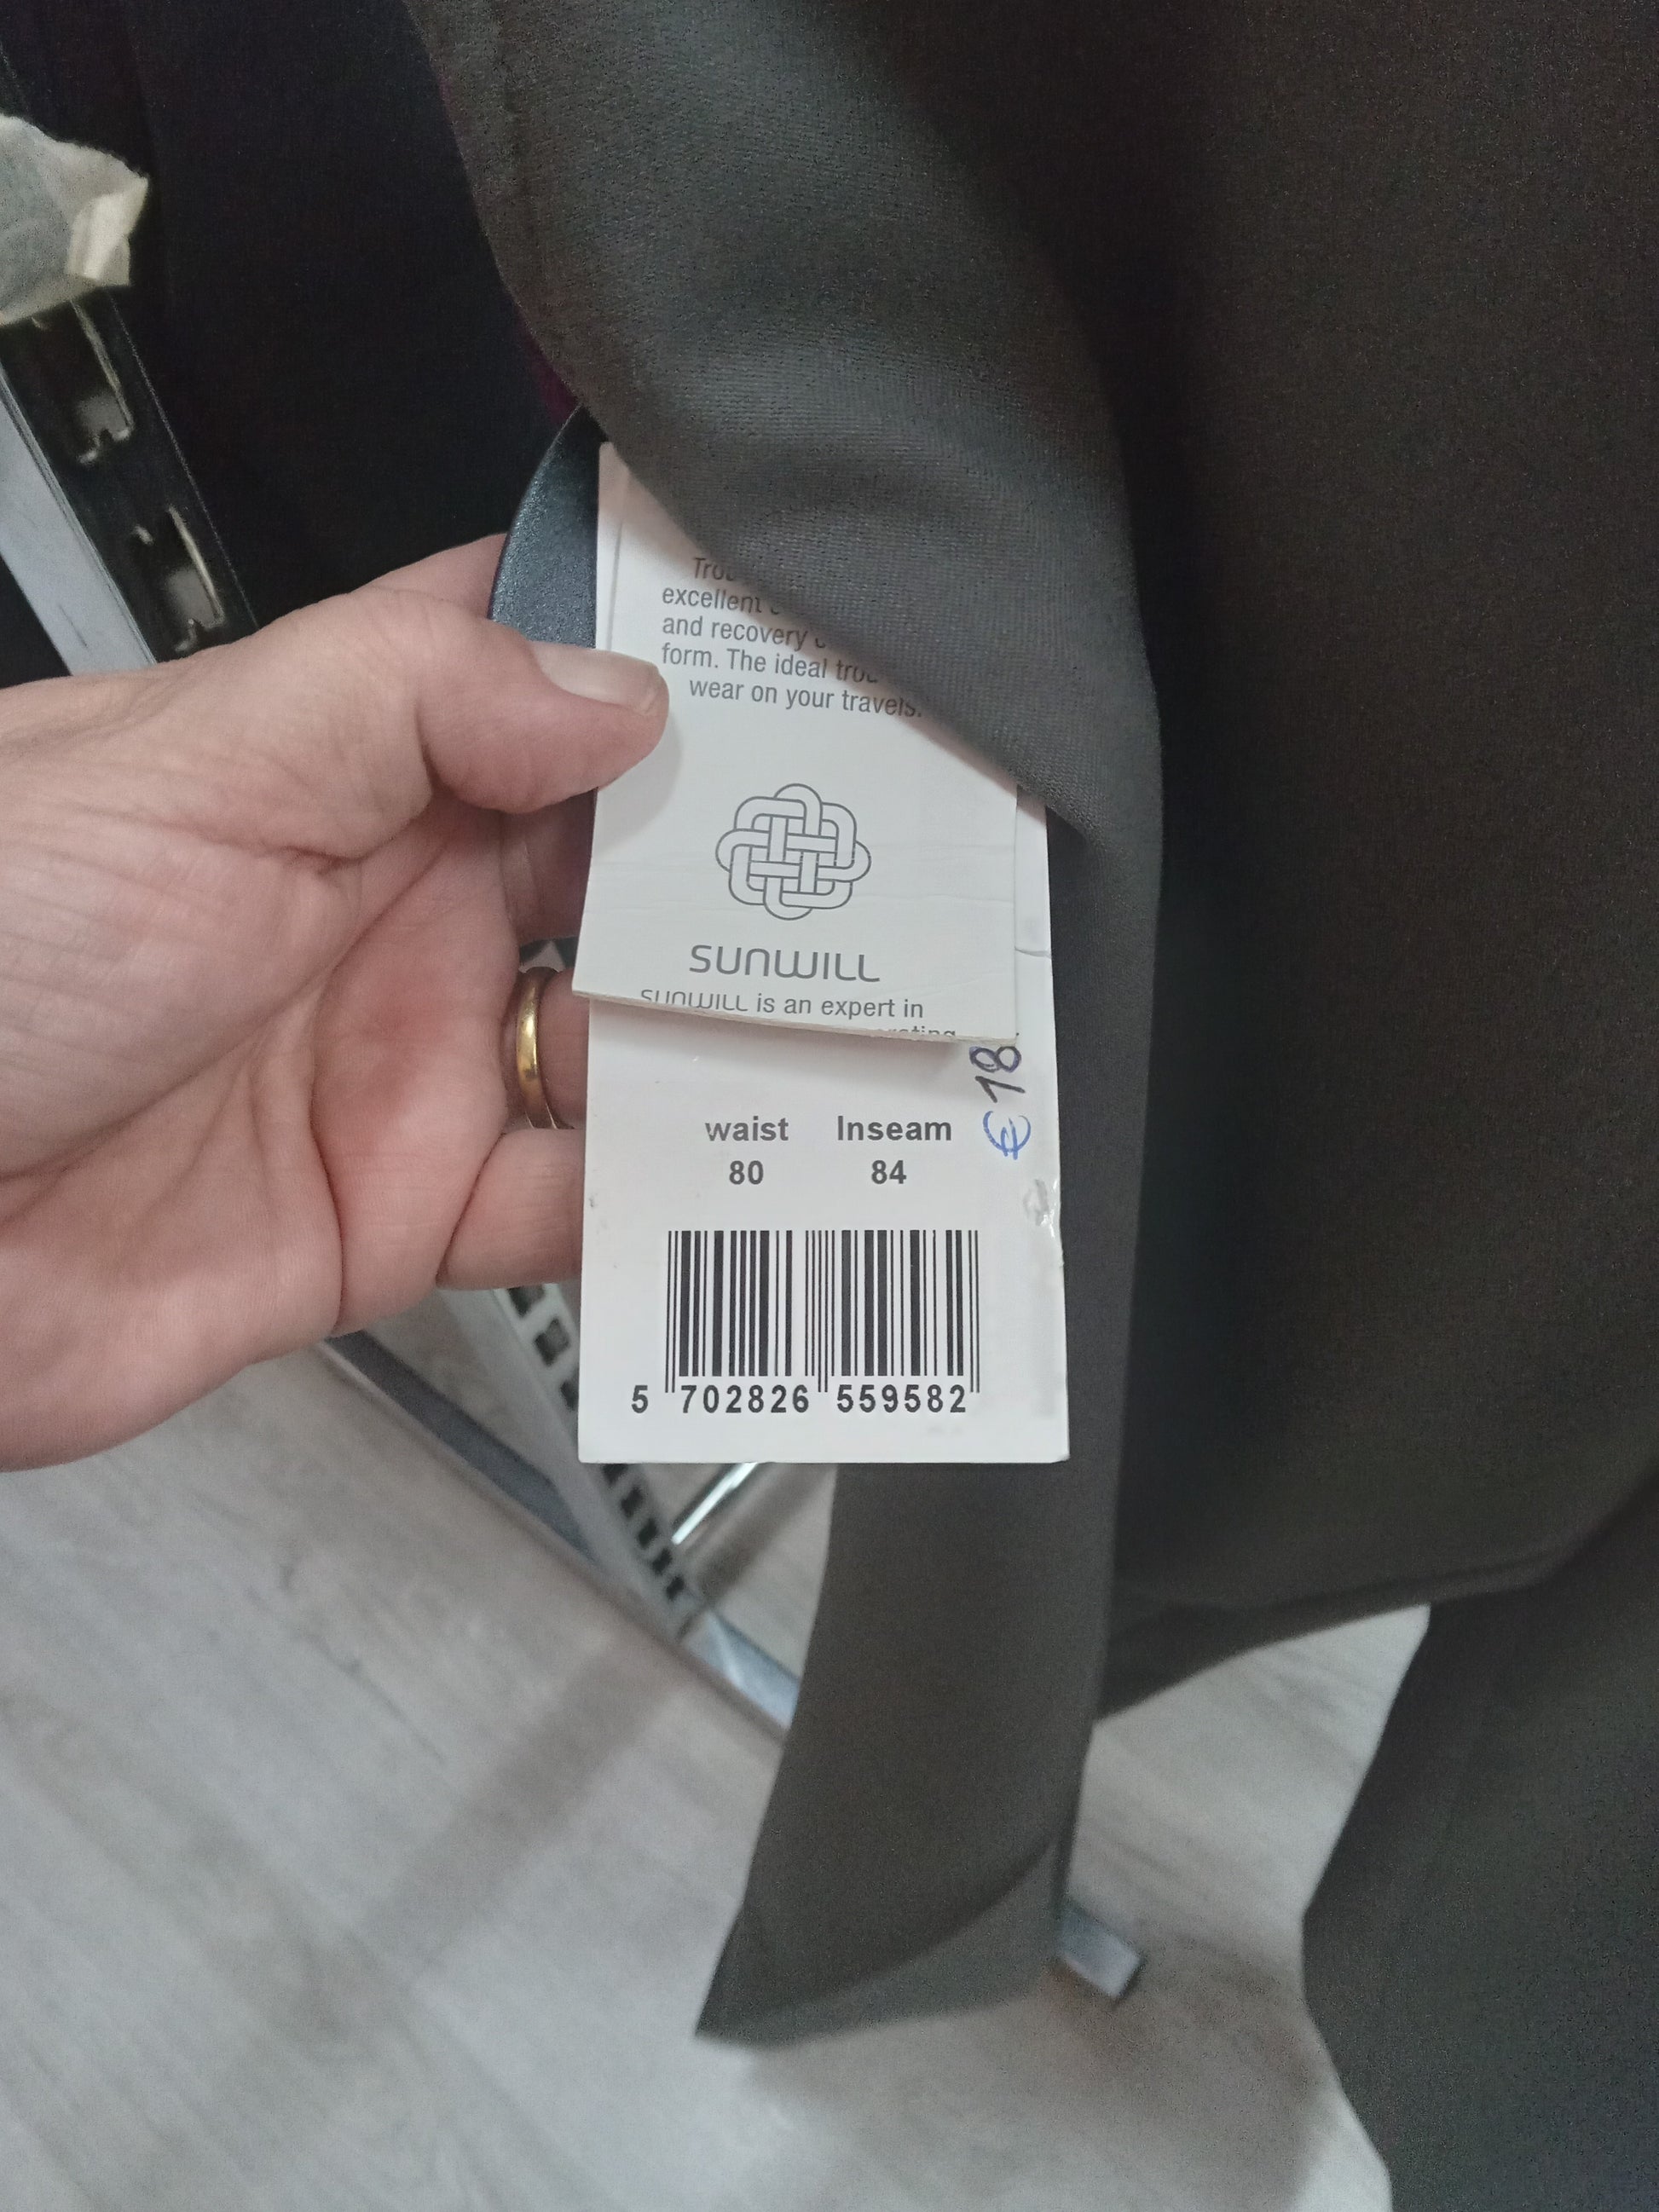 excellent
and recovery
form. The ideal
wear on your travels.
SUNWILL
SUNWILL is an expert in
€ 18
waist Inseam
80 84
5 702826 559582